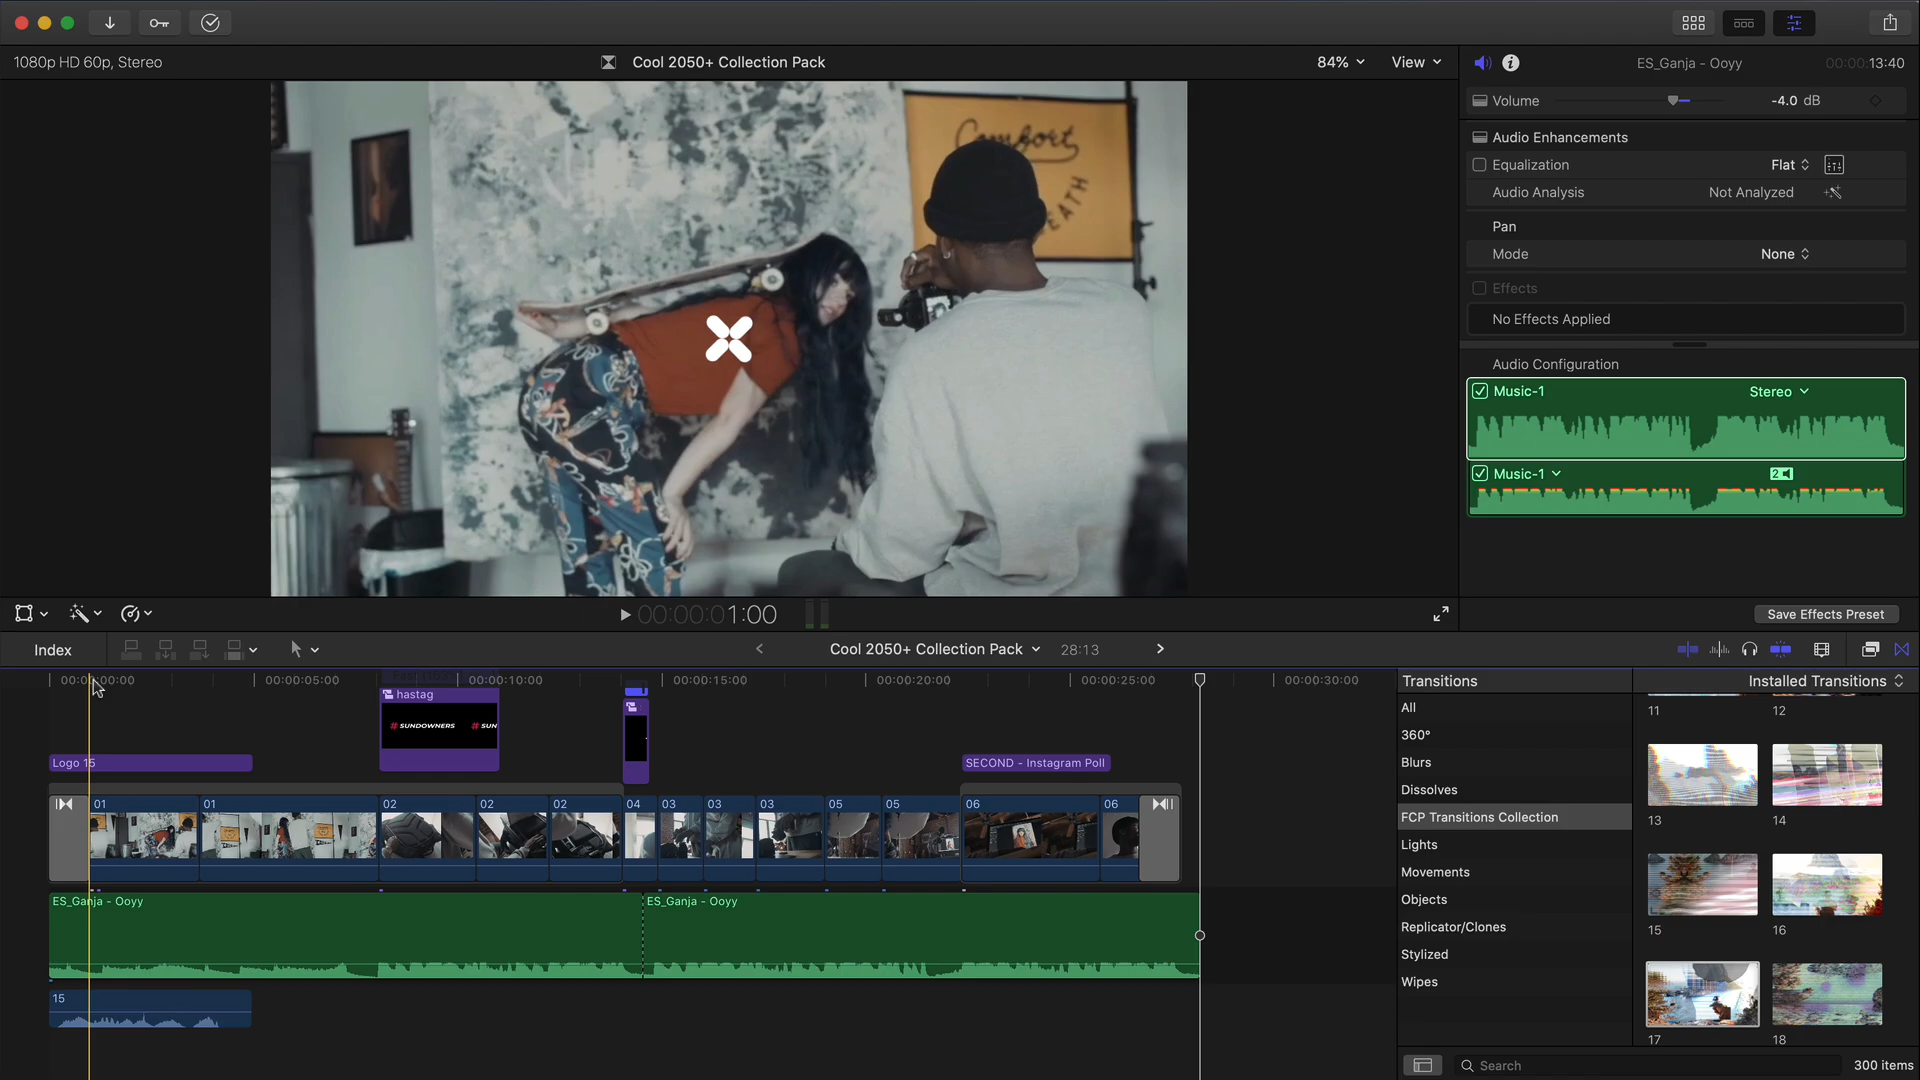 1080p HD 60p, Stereo
Cool 2050+ Collection Pack
84%
View
ES_Ganja - Ooyy
00:00:13:40
Volume
-4.0 dB
Audio Enhancements
Equalization
Flat
Audio Analysis
Not Analyzed
Pan
Mode
None
Effects
No Effects Applied
Audio Configuration
Music-1
Stereo
Music-1
2
Comfort
EATH
00:00:01:00
Save Effects Preset
Index
Cool 2050+ Collection Pack
28:13
00:00:00:00
00:00:05:00
00:00:10:00
00:00:15:00
00:00:20:00
00:00:25:00
00:00:30:00
hastag
# SUNDOWNERS # SUN
Logo 15
SECOND - Instagram Poll
01 01 02 02 02 04 03 03 03 05 05 06 06
ES_Ganja - Ooyy
ES_Ganja - Ooyy
15
Transitions
Installed Transitions
All
360°
Blurs
Dissolves
FCP Transitions Collection
Lights
Movements
Objects
Replicator/Clones
Stylized
Wipes
11 12
13 14
15 16
17 18
Search
300 items